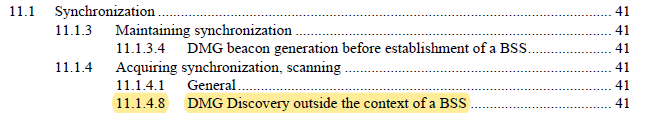 11.1 Synchronization ........ 41
11.1.3 Maintaining synchronization ........ 41
11.1.3.4 DMG beacon generation before establishment of a BSS ........ 41
11.1.4 Acquiring synchronization, scanning ........ 41
11.1.4.1 General ........ 41
11.1.4.8 DMG Discovery outside the context of a BSS ........ 41